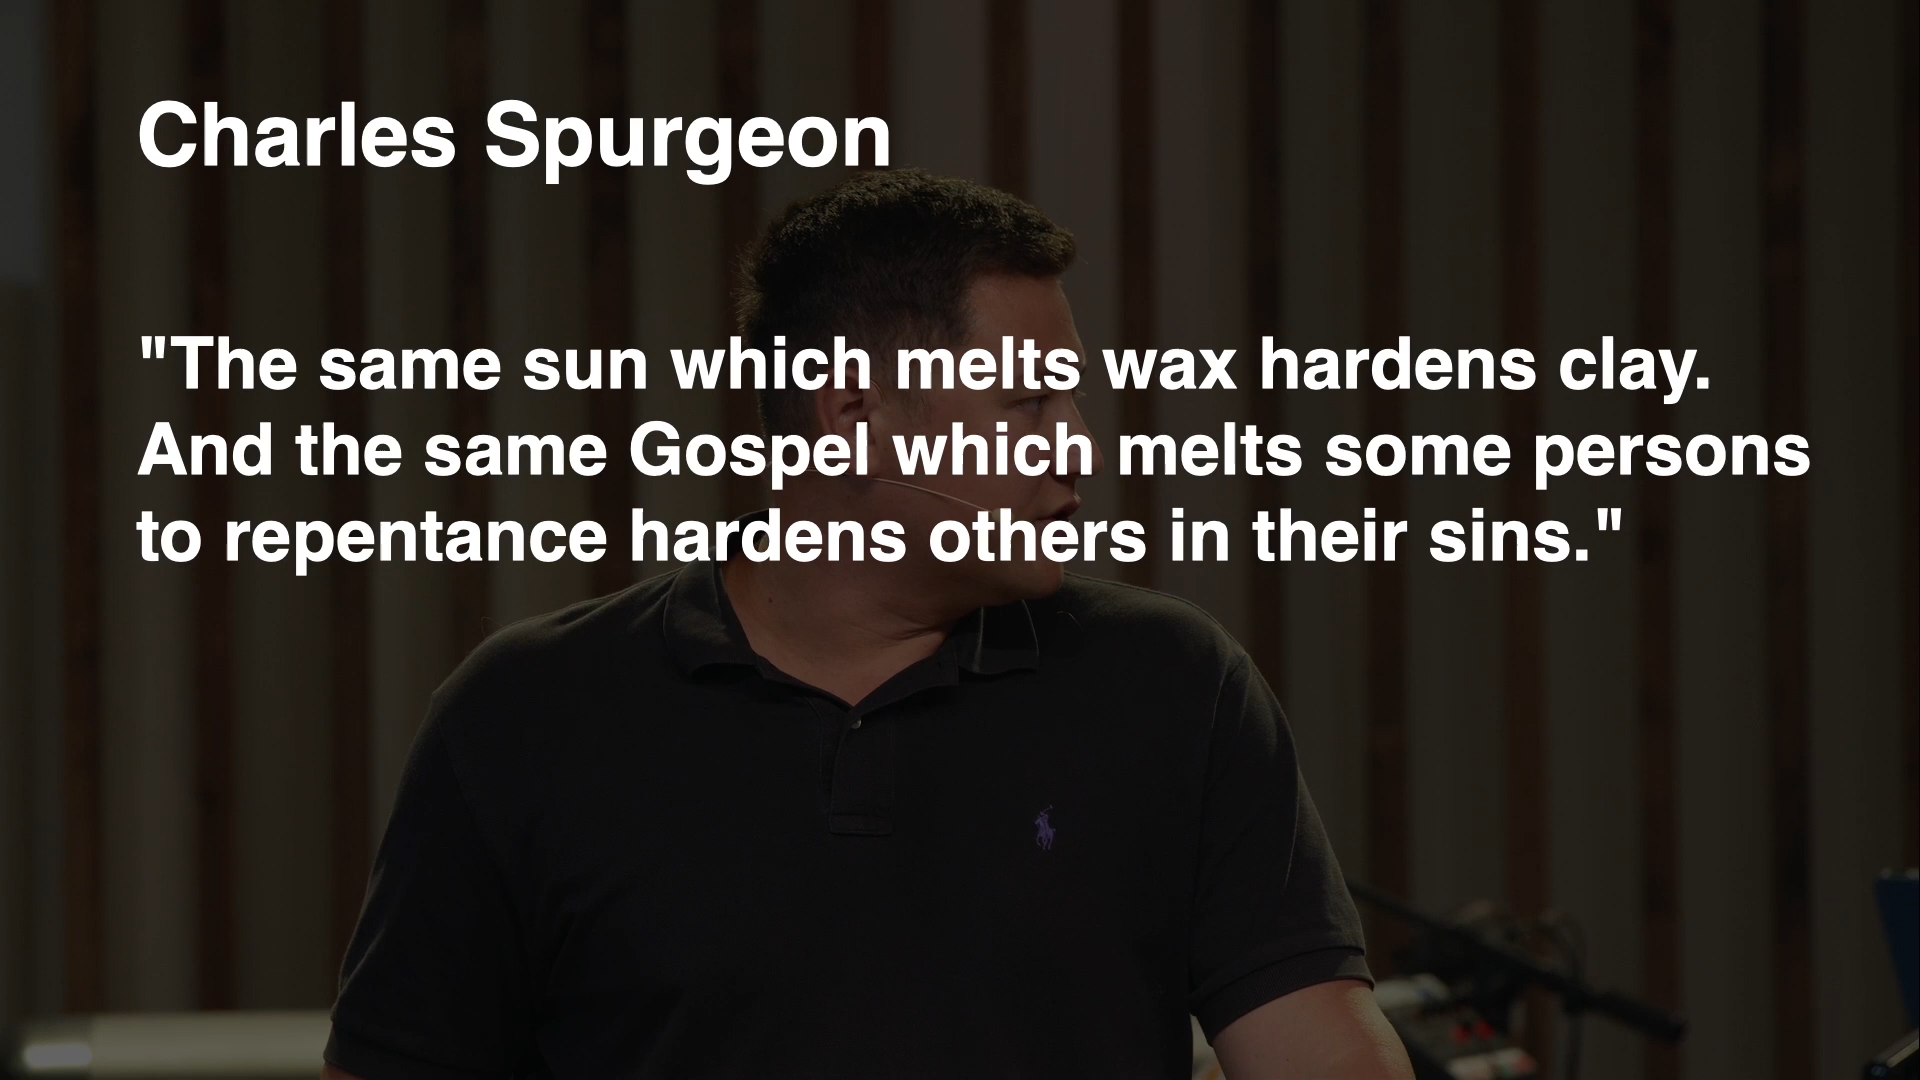 Charles Spurgeon
"The same sun which melts wax hardens clay.
And the same Gospel which melts some persons
to repentance hardens others in their sins."